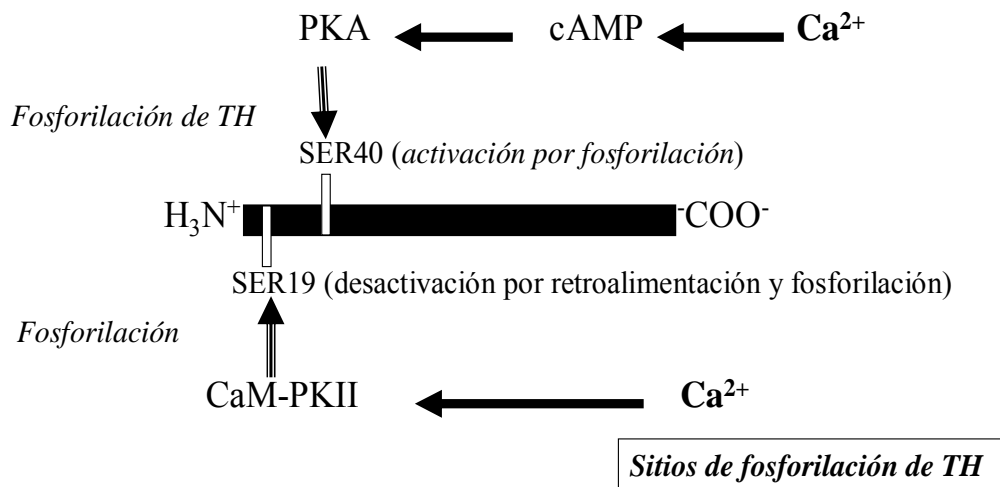 PKA cAMP Ca²⁺
Fosforilación de TH
SER40 (activación por fosforilación)
H₃N⁺ -COO⁻
SER19 (desactivación por retroalimentación y fosforilación)
Fosforilación
CaM-PKII Ca²⁺
Sitios de fosforilación de TH